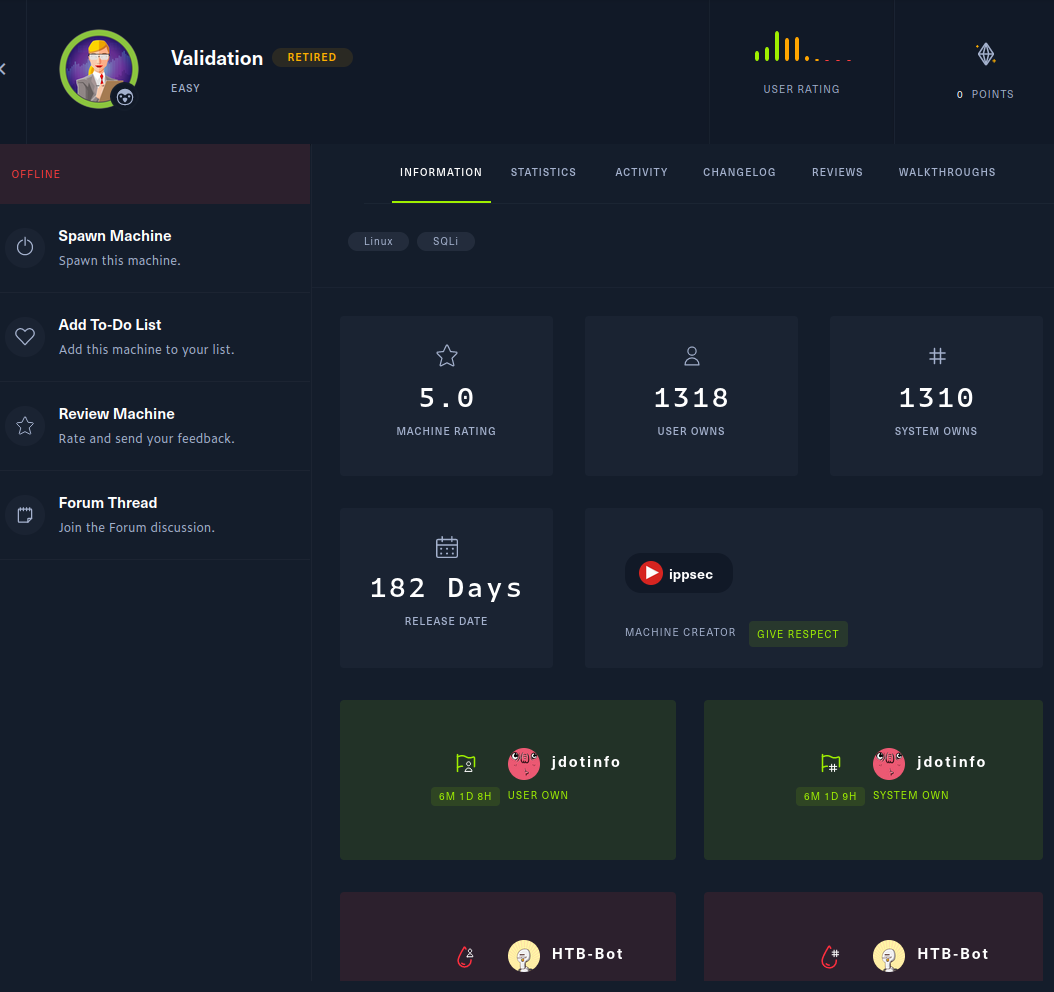 Validation RETIRED
EASY
USER RATING
0 POINTS
OFFLINE
INFORMATION STATISTICS ACTIVITY CHANGELOG REVIEWS WALKTHROUGHS
Spawn Machine
Spawn this machine.
Linux SQLi
Add To-Do List
Add this machine to your list.
Review Machine
Rate and send your feedback.
Forum Thread
Join the Forum discussion.
5.0
MACHINE RATING
1318
USER OWNS
1310
SYSTEM OWNS
182 Days
RELEASE DATE
ippsec
MACHINE CREATOR GIVE RESPECT
jdotinfo
6M 1D 8H USER OWN
jdotinfo
6M 1D 9H SYSTEM OWN
HTB-Bot
HTB-Bot